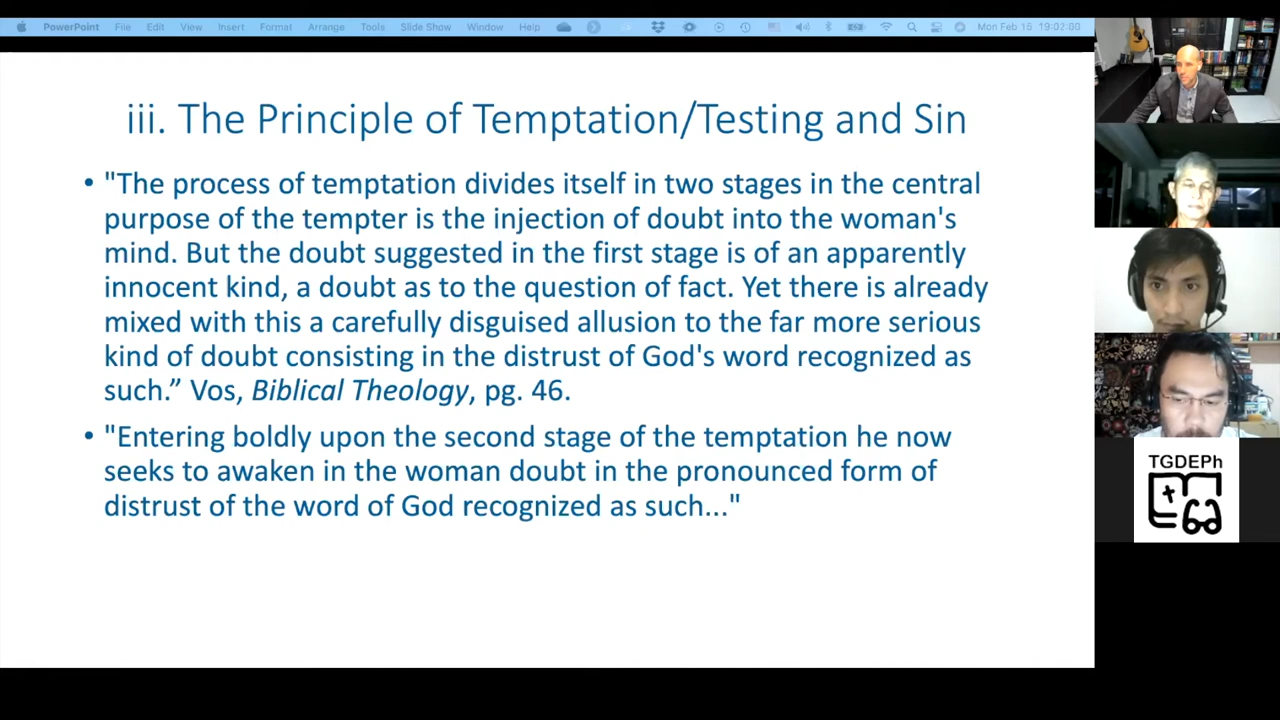 PowerPoint File Edit View Insert Format Arrange Tools Slide Show Window Help Mon Feb 15 19:02:00
iii. The Principle of Temptation/Testing and Sin
• "The process of temptation divides itself in two stages in the central
purpose of the tempter is the injection of doubt into the woman's
mind. But the doubt suggested in the first stage is of an apparently
innocent kind, a doubt as to the question of fact. Yet there is already
mixed with this a carefully disguised allusion to the far more serious
kind of doubt consisting in the distrust of God's word recognized as
such.” Vos, Biblical Theology, pg. 46.
• "Entering boldly upon the second stage of the temptation he now
seeks to awaken in the woman doubt in the pronounced form of
distrust of the word of God recognized as such..."
TGDEPh